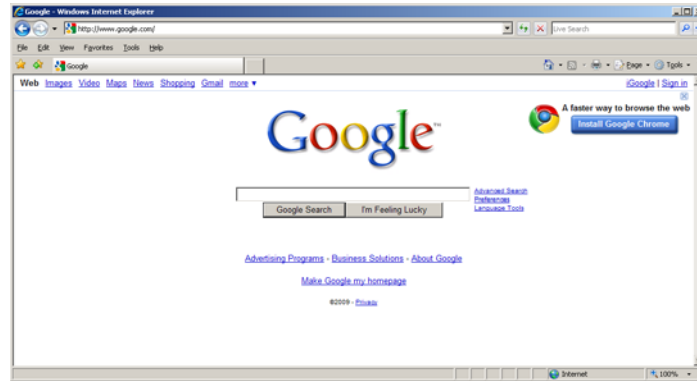 Google - Windows Internet Explorer
http://www.google.com/
Live Search
File Edit View Favorites Tools Help
Google
Page Tools
Web Images Video Maps News Shopping Gmail more ▼
iGoogle | Sign in
A faster way to browse the web
Install Google Chrome
Google™
Advanced Search
Preferences
Language Tools
Google Search
I'm Feeling Lucky
Advertising Programs - Business Solutions - About Google
Make Google my homepage
©2009 - Privacy
Internet
100%